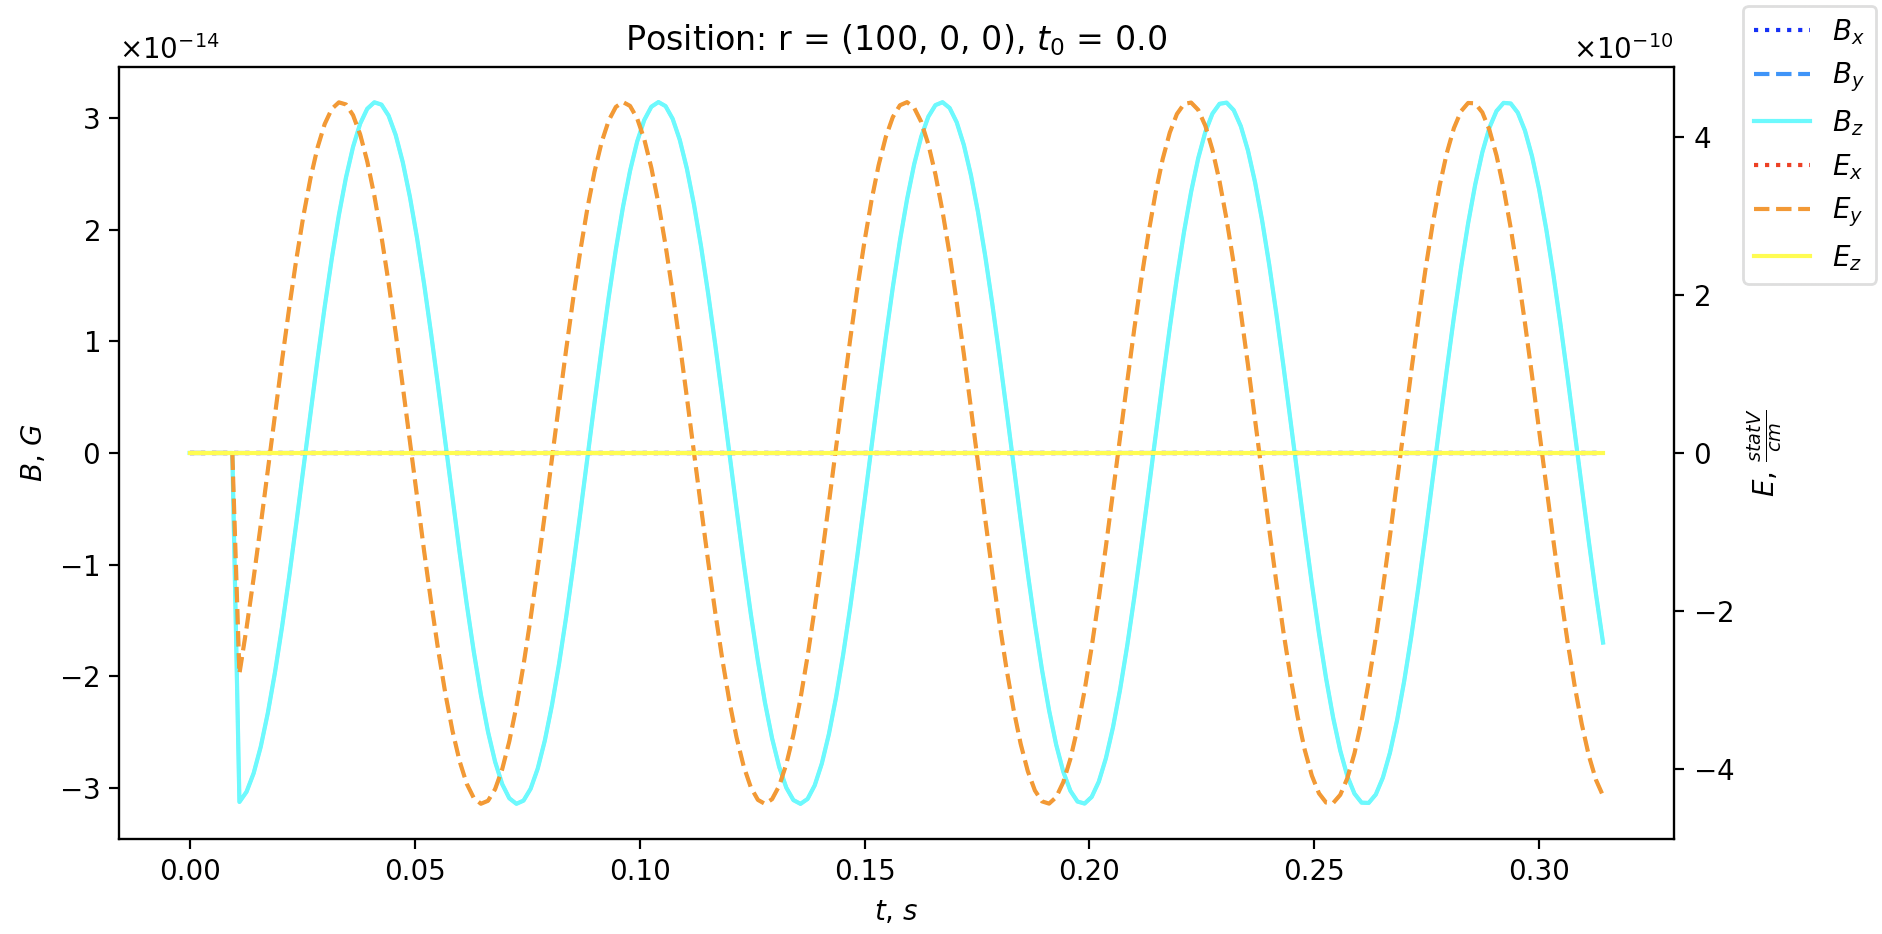 Position: r = (100, 0, 0), t₀ = 0.0
×10⁻¹⁴
×10⁻¹⁰
3
2
1
0
−1
−2
−3
B, G
4
2
0
−2
−4
E, statV/cm
0.00 0.05 0.10 0.15 0.20 0.25 0.30
t, s
Bₓ
B_y
B_z
Eₓ
E_y
E_z